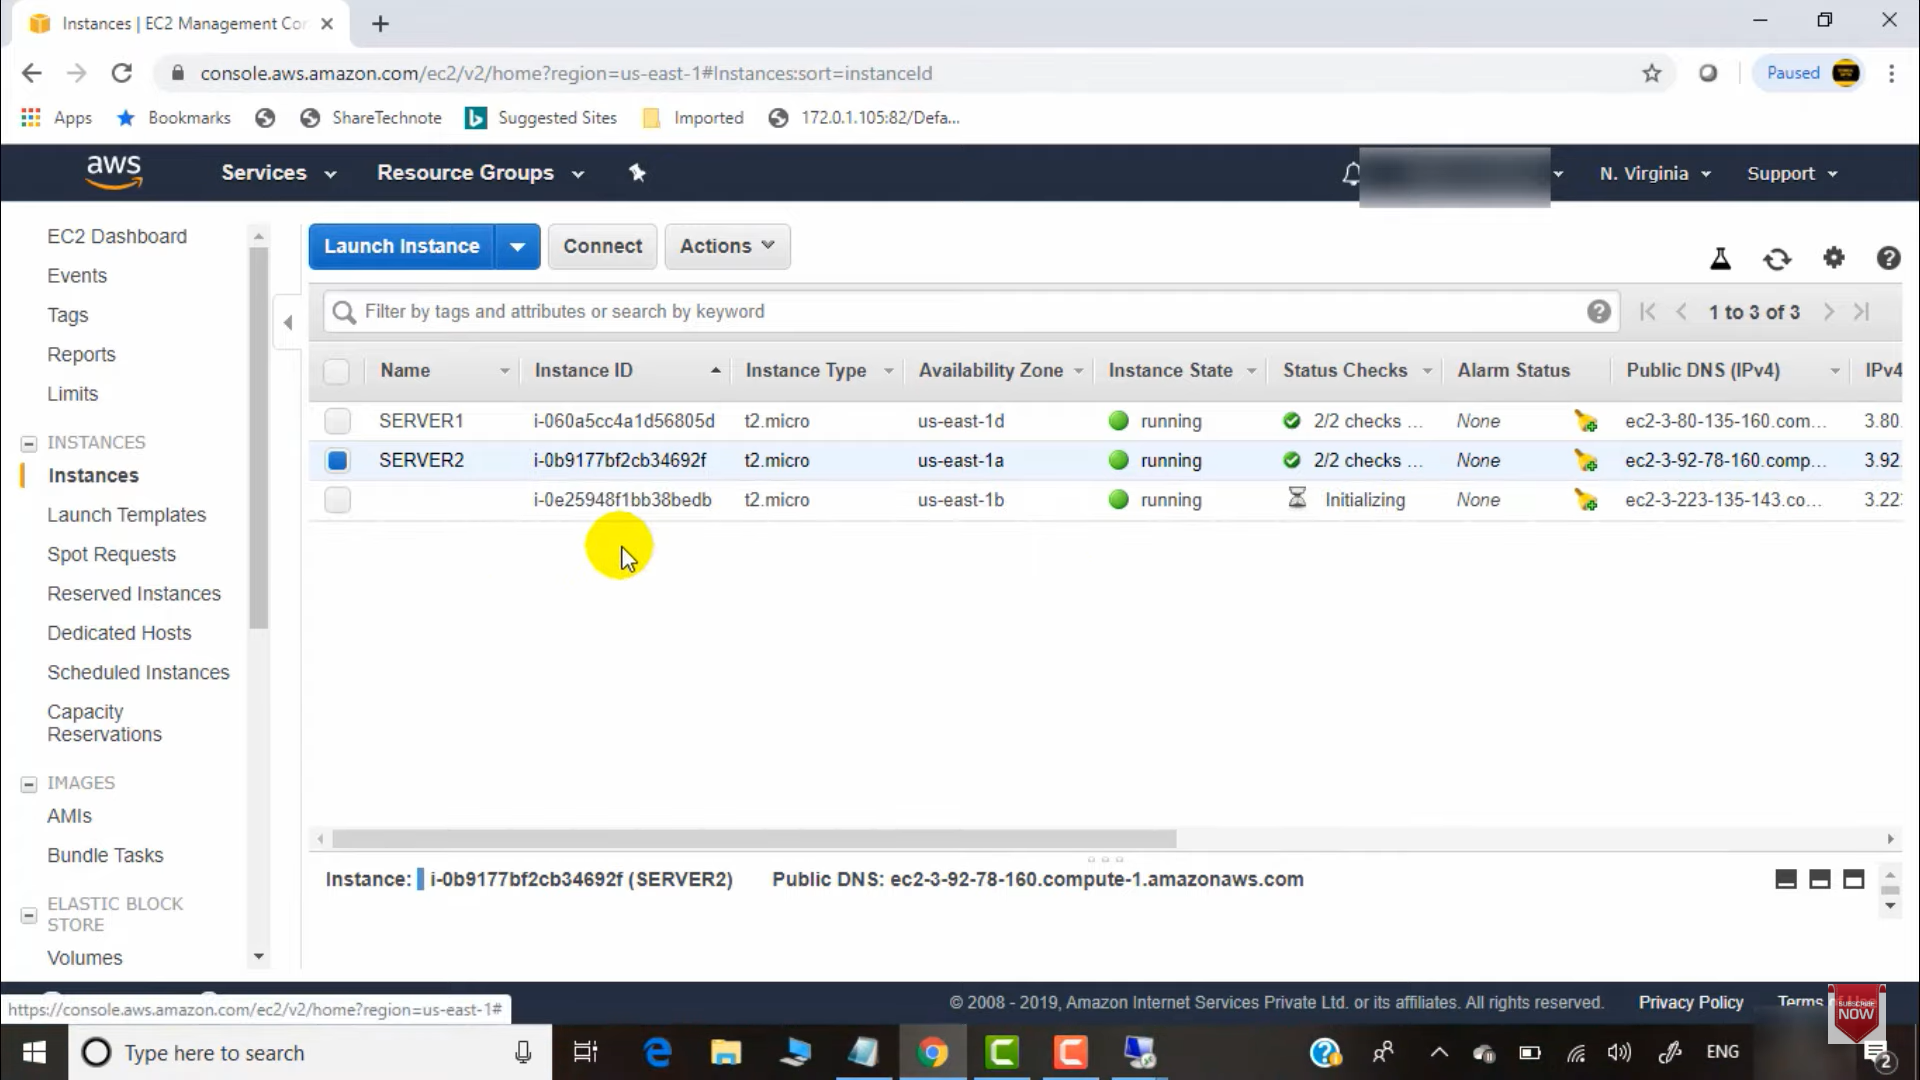 Instances | EC2 Management Cor
console.aws.amazon.com/ec2/v2/home?region=us-east-1#Instances:sort=instanceId
Paused
Apps Bookmarks ShareTechnote Suggested Sites Imported 172.0.1.105:82/Defa...
aws Services Resource Groups N. Virginia Support
EC2 Dashboard
Events
Tags
Reports
Limits
INSTANCES
Instances
Launch Templates
Spot Requests
Reserved Instances
Dedicated Hosts
Scheduled Instances
Capacity
Reservations
IMAGES
AMIs
Bundle Tasks
ELASTIC BLOCK
STORE
Volumes
Launch Instance Connect Actions
Filter by tags and attributes or search by keyword 1 to 3 of 3
Name Instance ID Instance Type Availability Zone Instance State Status Checks Alarm Status Public DNS (IPv4) IPv4
SERVER1 i-060a5cc4a1d56805d t2.micro us-east-1d running 2/2 checks ... None ec2-3-80-135-160.com... 3.80.
SERVER2 i-0b9177bf2cb34692f t2.micro us-east-1a running 2/2 checks ... None ec2-3-92-78-160.comp... 3.92
i-0e25948f1bb38bedb t2.micro us-east-1b running Initializing None ec2-3-223-135-143.co... 3.22
Instance: i-0b9177bf2cb34692f (SERVER2) Public DNS: ec2-3-92-78-160.compute-1.amazonaws.com
https://console.aws.amazon.com/ec2/v2/home?region=us-east-1#
© 2008 - 2019, Amazon Internet Services Private Ltd. or its affiliates. All rights reserved. Privacy Policy Terms of Use
SUBSCRIBE
NOW
Type here to search
ENG
2